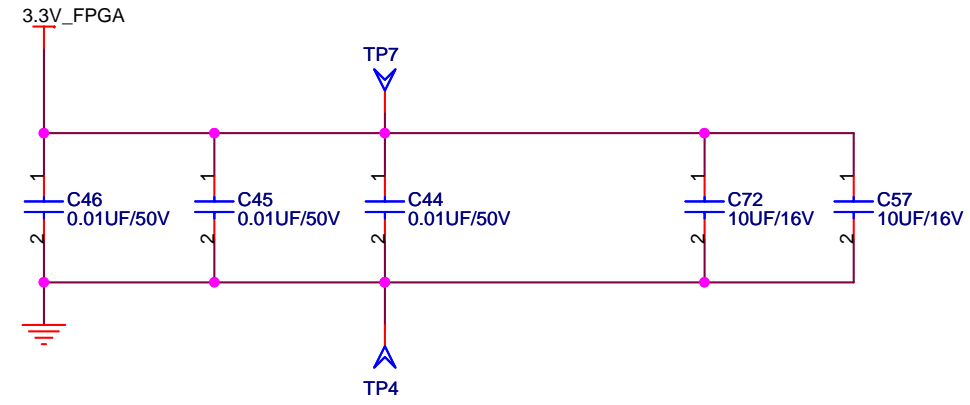 3.3V_FPGA
TP7
1
1
1
1
1
C46
0.01UF/50V
C45
0.01UF/50V
C44
0.01UF/50V
C72
10UF/16V
C57
10UF/16V
2
2
2
2
2
TP4